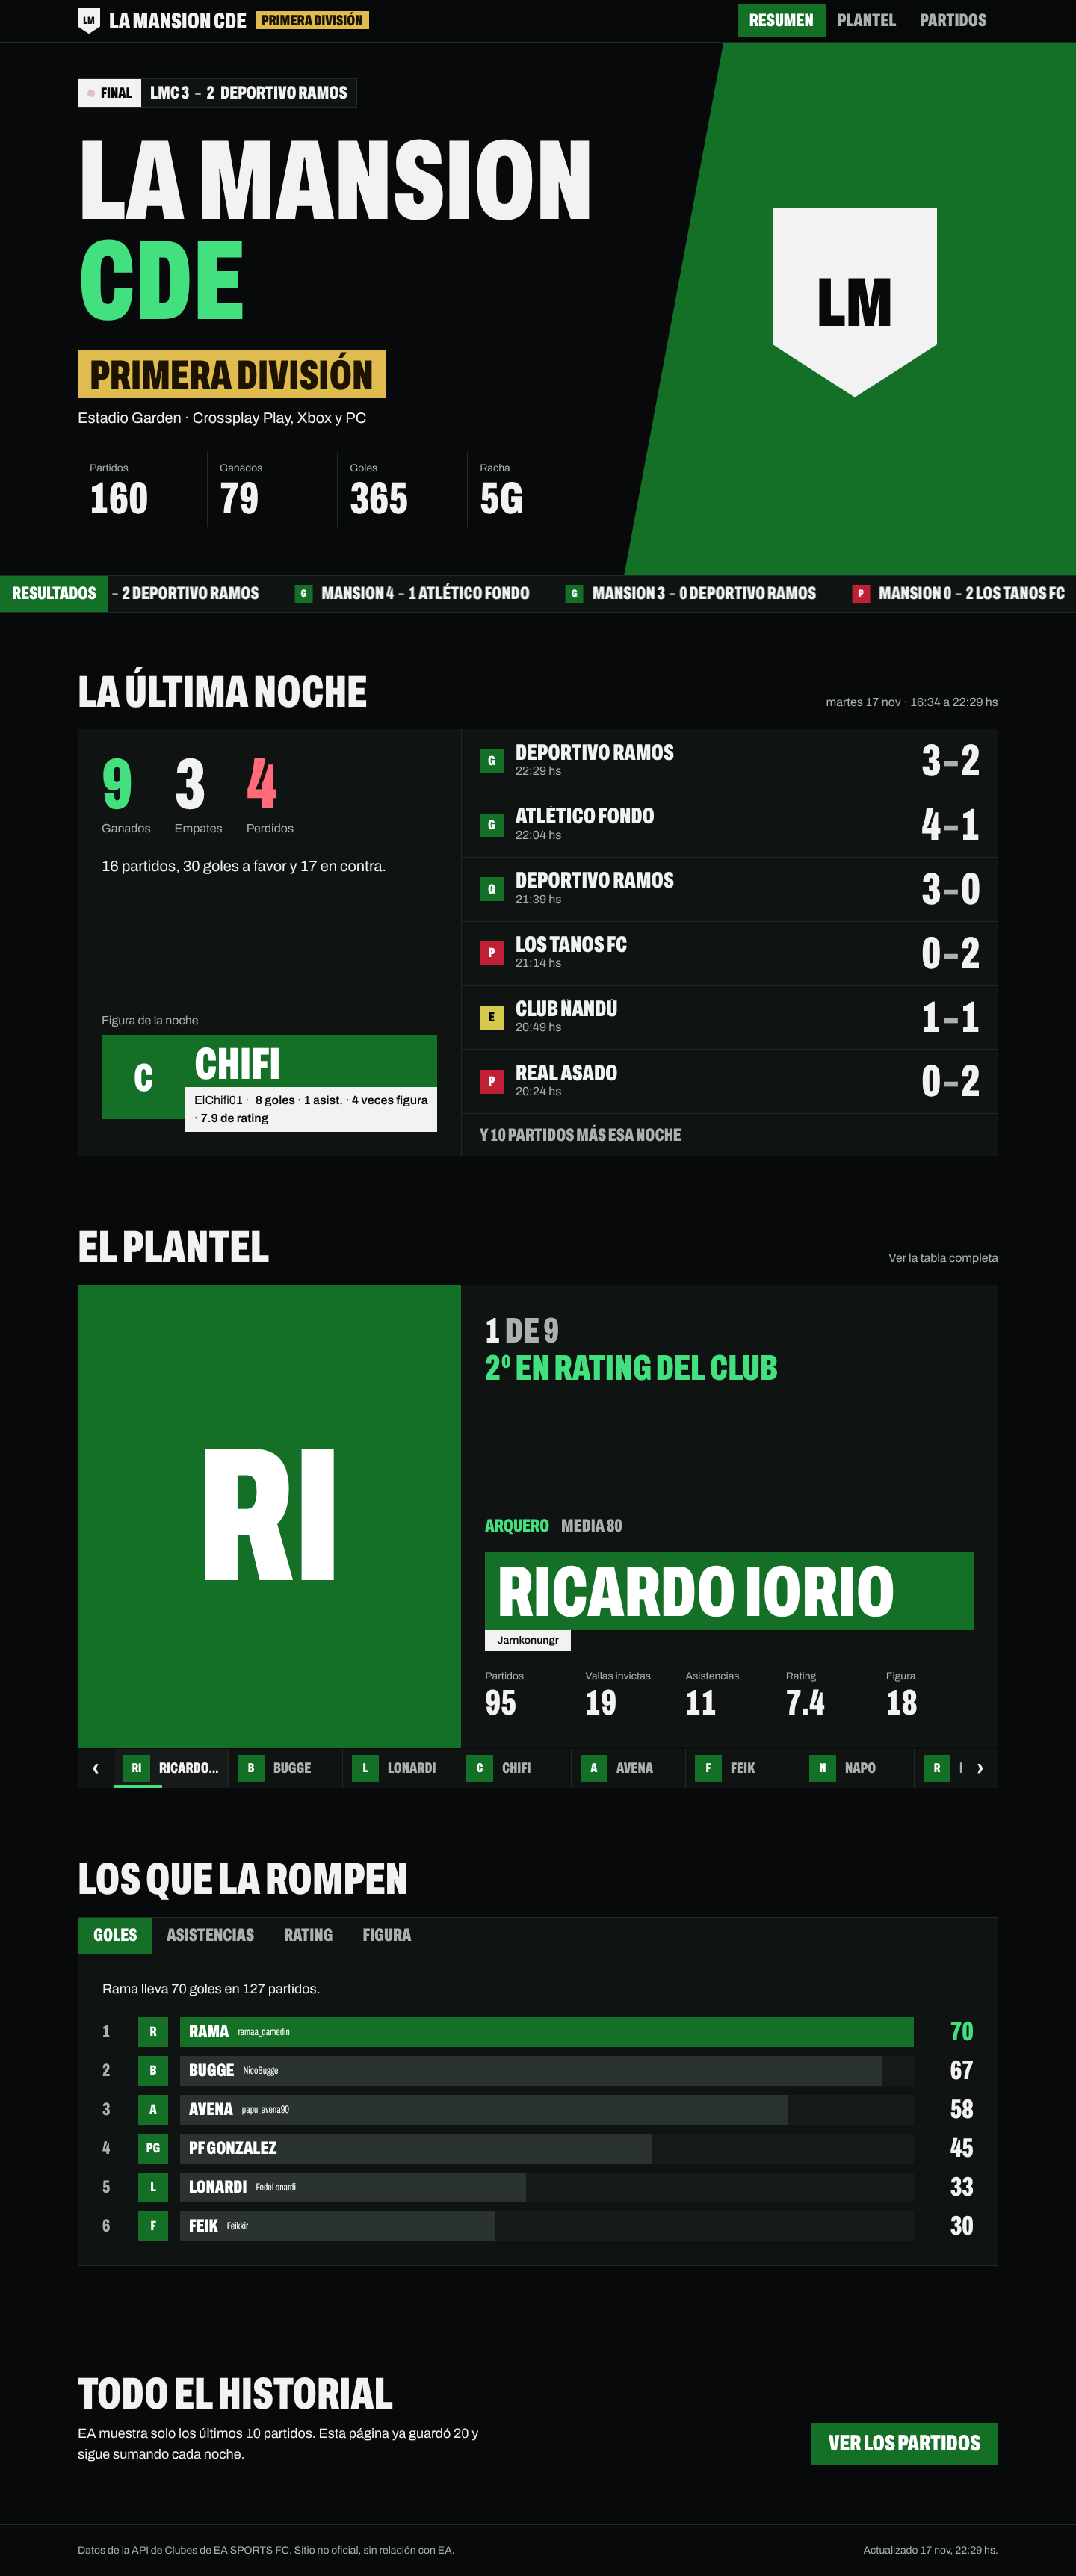 LM LA MANSION CDE PRIMERA DIVISIÓN RESUMEN PLANTEL PARTIDOS
FINAL LMC 3 - 2 DEPORTIVO RAMOS
LA MANSION
CDE
LM
PRIMERA DIVISIÓN
Estadio Garden · Crossplay Play, Xbox y PC
Partidos Ganados Goles Racha
160 79 365 5G
RESULTADOS - 2 DEPORTIVO RAMOS G MANSION 4 - 1 ATLÉTICO FONDO G MANSION 3 - 0 DEPORTIVO RAMOS P MANSION 0 - 2 LOS TANOS FC
LA ÚLTIMA NOCHE
martes 17 nov · 16:34 a 22:29 hs
9 3 4
Ganados Empates Perdidos
16 partidos, 30 goles a favor y 17 en contra.
Figura de la noche
C CHIFI
ElChifi01 · 8 goles · 1 asist. · 4 veces figura
· 7.9 de rating
G DEPORTIVO RAMOS 3-2
22:29 hs
G ATLÉTICO FONDO 4-1
22:04 hs
G DEPORTIVO RAMOS 3-0
21:39 hs
P LOS TANOS FC 0-2
21:14 hs
E CLUB ÑANDÚ 1-1
20:49 hs
P REAL ASADO 0-2
20:24 hs
Y 10 PARTIDOS MÁS ESA NOCHE
EL PLANTEL
Ver la tabla completa
RI
1 DE 9
2º EN RATING DEL CLUB
ARQUERO MEDIA 80
RICARDO IORIO
Jarnkonungr
Partidos Vallas invictas Asistencias Rating Figura
95 19 11 7.4 18
‹ RI RICARDO... B BUGGE L LONARDI C CHIFI A AVENA F FEIK N NAPO R ›
LOS QUE LA ROMPEN
GOLES ASISTENCIAS RATING FIGURA
Rama lleva 70 goles en 127 partidos.
1 R RAMA ramaa_damedin 70
2 B BUGGE NicoBugge 67
3 A AVENA papu_avena90 58
4 PG PF GONZALEZ 45
5 L LONARDI FedeLonardi 33
6 F FEIK Feikkir 30
TODO EL HISTORIAL
EA muestra solo los últimos 10 partidos. Esta página ya guardó 20 y
sigue sumando cada noche.
VER LOS PARTIDOS
Datos de la API de Clubes de EA SPORTS FC. Sitio no oficial, sin relación con EA.
Actualizado 17 nov, 22:29 hs.